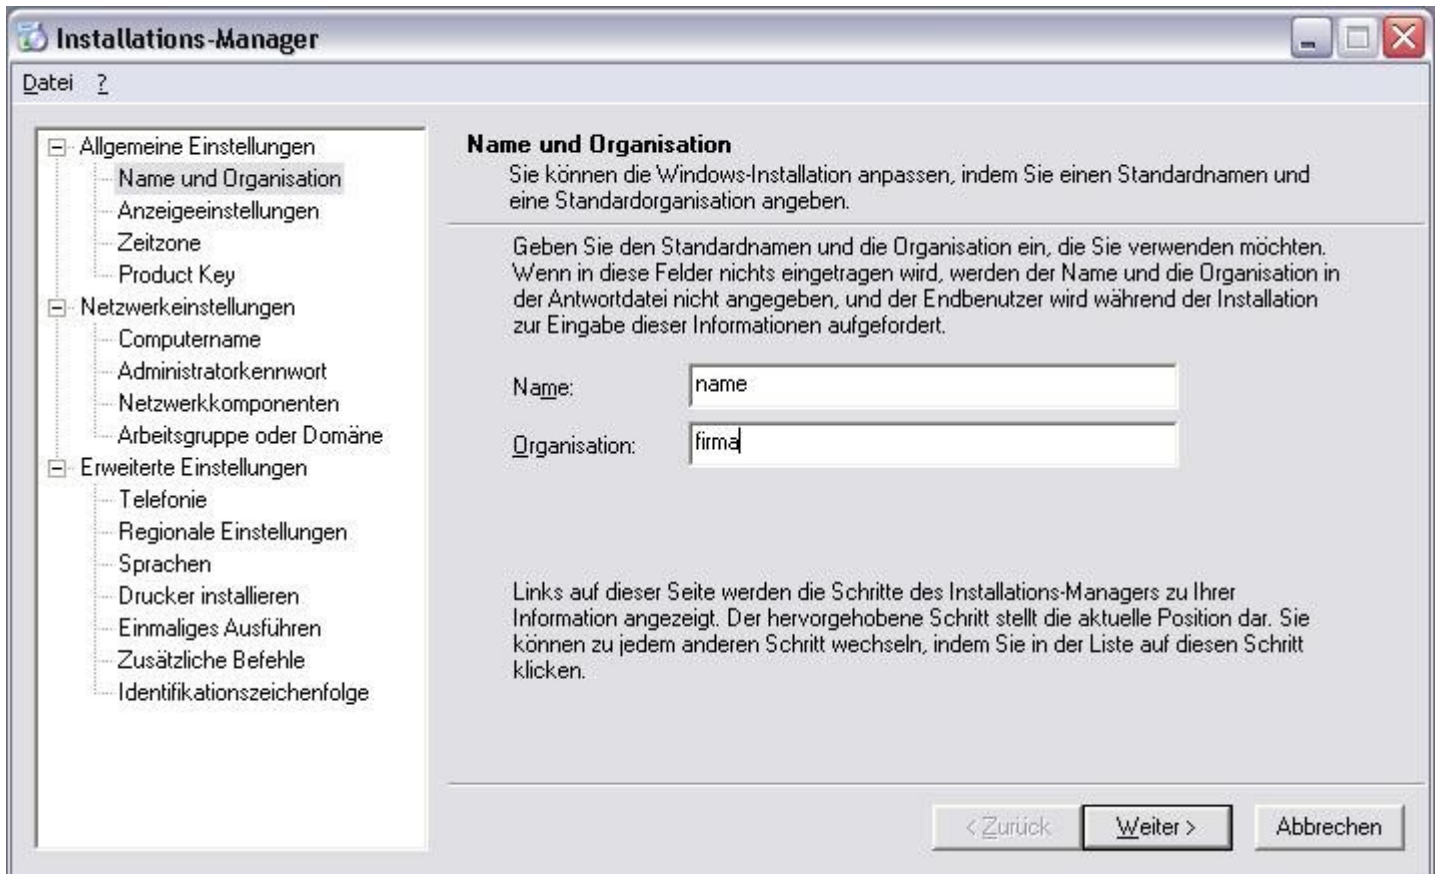 Installations-Manager
Datei ?
Allgemeine Einstellungen
Name und Organisation
Anzeigeeinstellungen
Zeitzone
Product Key
Netzwerkeinstellungen
Computername
Administratorkennwort
Netzwerkkomponenten
Arbeitsgruppe oder Domäne
Erweiterte Einstellungen
Telefonie
Regionale Einstellungen
Sprachen
Drucker installieren
Einmaliges Ausführen
Zusätzliche Befehle
Identifikationszeichenfolge
Name und Organisation
Sie können die Windows-Installation anpassen, indem Sie einen Standardnamen und
eine Standardorganisation angeben.
Geben Sie den Standardnamen und die Organisation ein, die Sie verwenden möchten.
Wenn in diese Felder nichts eingetragen wird, werden der Name und die Organisation in
der Antwortdatei nicht angegeben, und der Endbenutzer wird während der Installation
zur Eingabe dieser Informationen aufgefordert.
Name: name
Organisation: firma
Links auf dieser Seite werden die Schritte des Installations-Managers zu Ihrer
Information angezeigt. Der hervorgehobene Schritt stellt die aktuelle Position dar. Sie
können zu jedem anderen Schritt wechseln, indem Sie in der Liste auf diesen Schritt
klicken.
< Zurück Weiter > Abbrechen